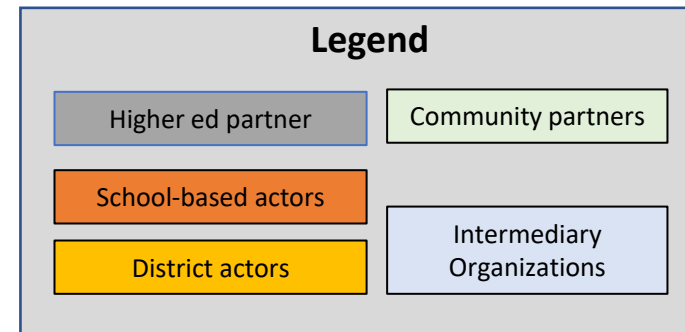 Legend
Higher ed partner
Community partners
School-based actors
District actors
Intermediary
Organizations